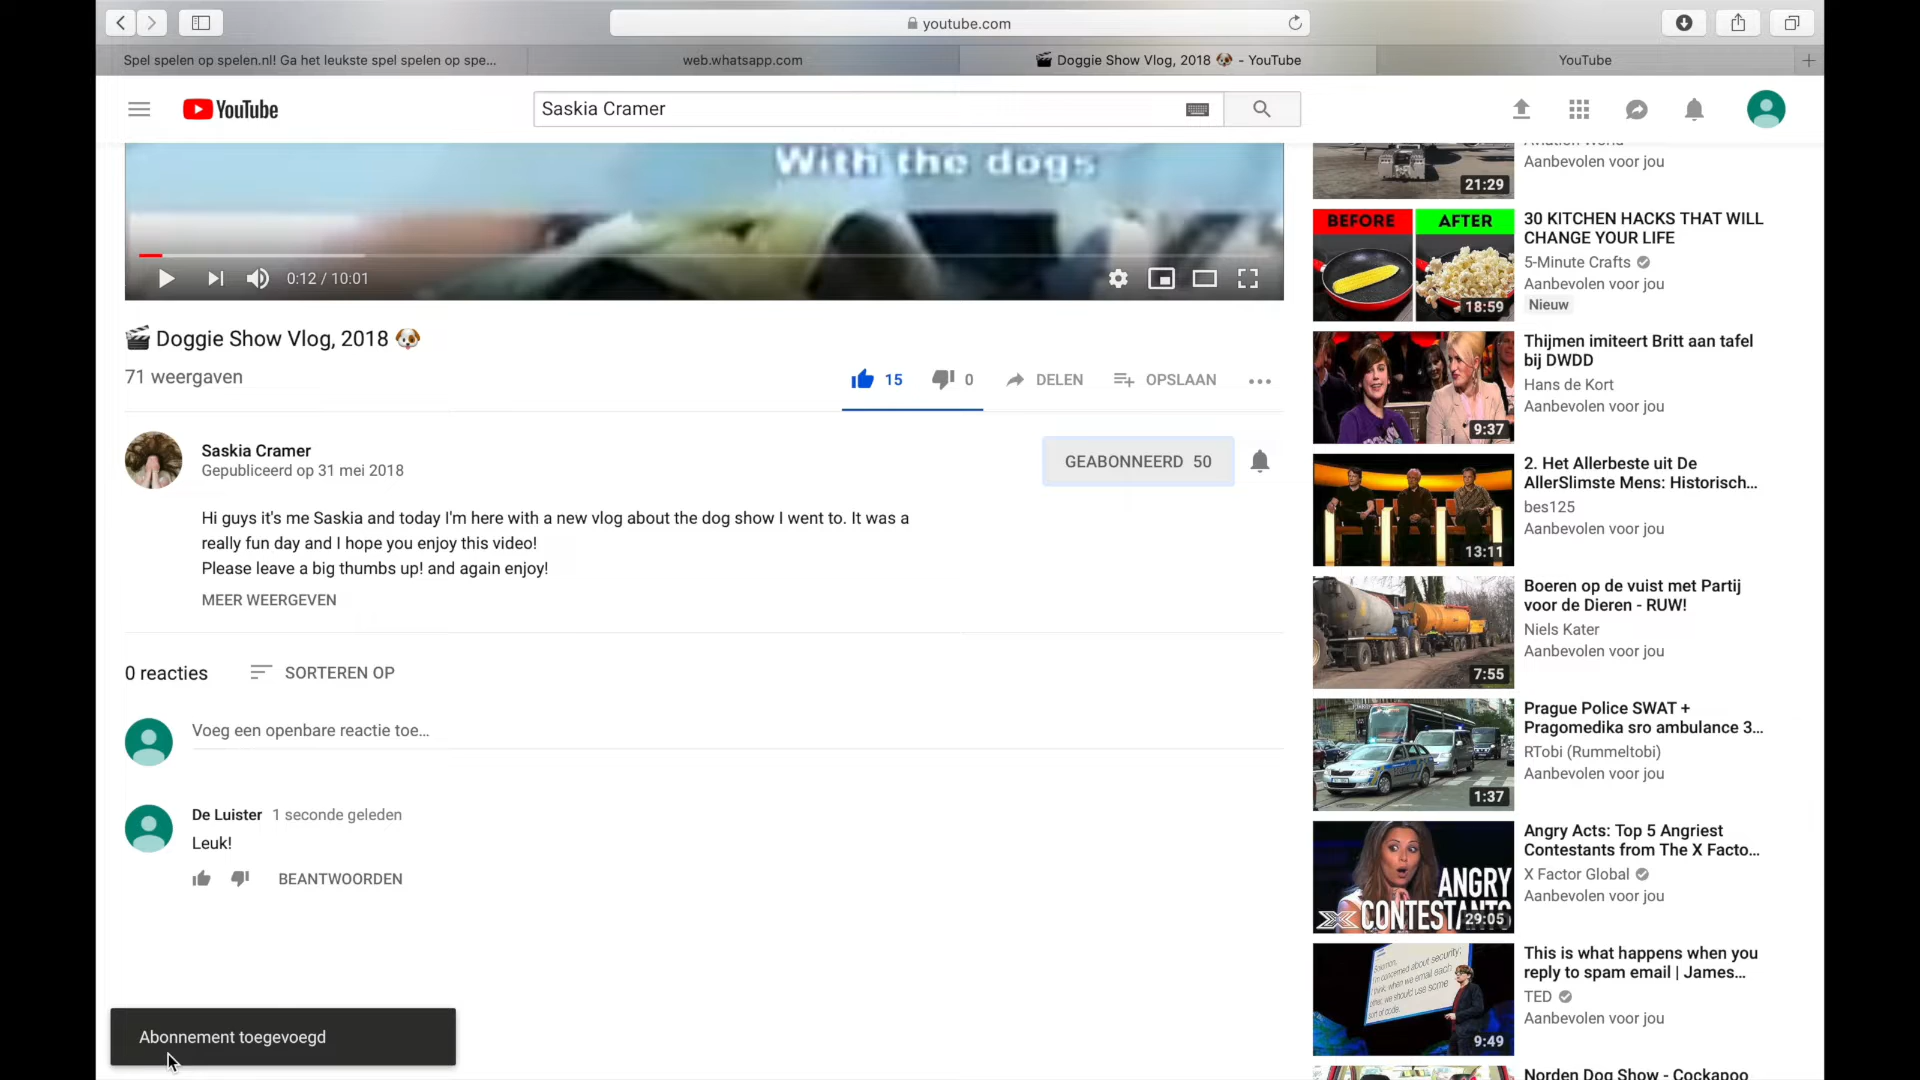 youtube.com
Spel spelen op spelen.nl! Ga het leukste spel spelen op spe...
web.whatsapp.com
🎬 Doggie Show Vlog, 2018 🐶 - YouTube
YouTube
YouTube
Saskia Cramer
With the dogs
0:12 / 10:01
🎬 Doggie Show Vlog, 2018 🐶
71 weergaven
15
0
DELEN
OPSLAAN
Saskia Cramer
Gepubliceerd op 31 mei 2018
GEABONNEERD 50
Hi guys it's me Saskia and today I'm here with a new vlog about the dog show I went to. It was a
really fun day and I hope you enjoy this video!
Please leave a big thumbs up! and again enjoy!
MEER WEERGEVEN
0 reacties
SORTEREN OP
Voeg een openbare reactie toe...
De Luister 1 seconde geleden
Leuk!
BEANTWOORDEN
Abonnement toegevoegd
Aanbevolen voor jou
21:29
BEFORE
AFTER
18:59
30 KITCHEN HACKS THAT WILL
CHANGE YOUR LIFE
5-Minute Crafts
Aanbevolen voor jou
Nieuw
9:37
Thijmen imiteert Britt aan tafel
bij DWDD
Hans de Kort
Aanbevolen voor jou
13:11
2. Het Allerbeste uit De
AllerSlimste Mens: Historisch...
bes125
Aanbevolen voor jou
7:55
Boeren op de vuist met Partij
voor de Dieren - RUW!
Niels Kater
Aanbevolen voor jou
1:37
Prague Police SWAT +
Pragomedika sro ambulance 3...
RTobi (Rummeltobi)
Aanbevolen voor jou
ANGRY
CONTESTANTS
29:05
Angry Acts: Top 5 Angriest
Contestants from The X Facto...
X Factor Global
Aanbevolen voor jou
9:49
This is what happens when you
reply to spam email | James...
TED
Aanbevolen voor jou
Norden Dog Show - Cockapoo